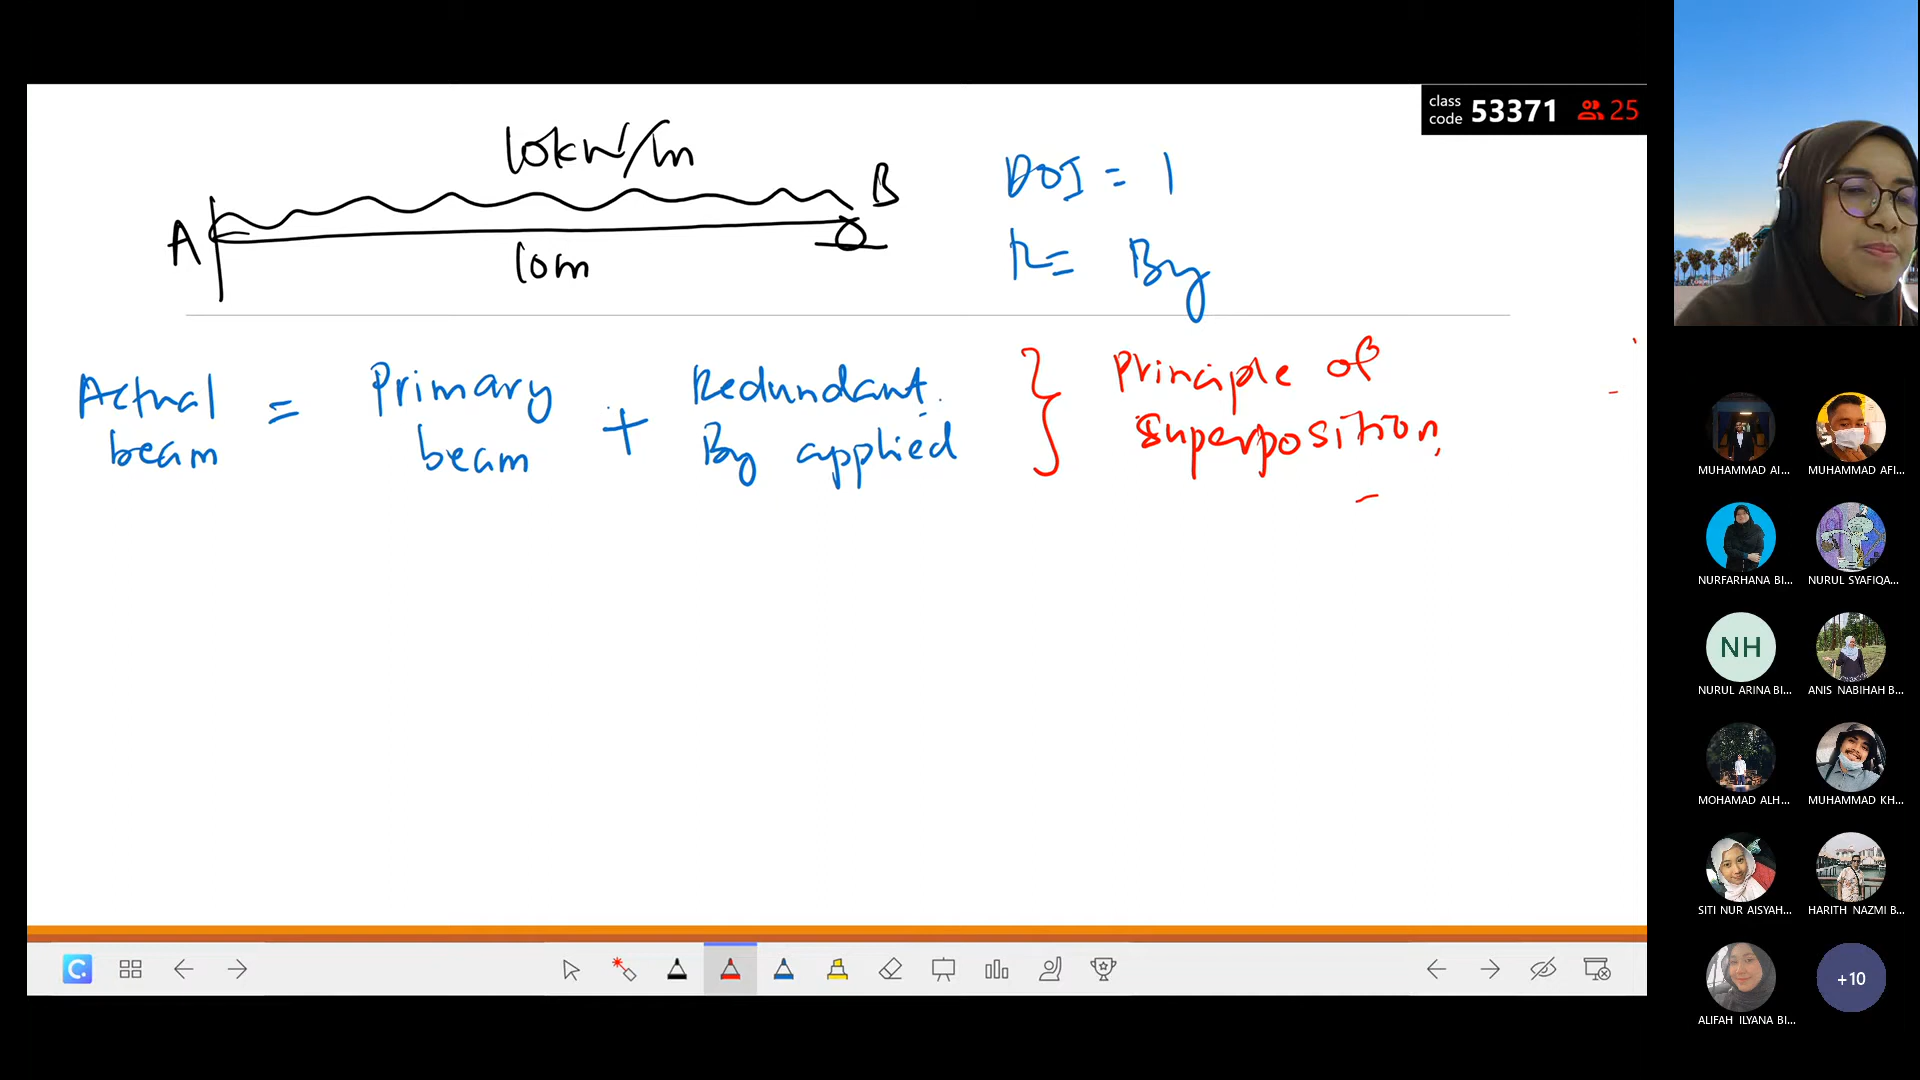 class code 53371 25
10kN/m
A
B
10m
DOI = 1
R = By
Actual beam = Primary beam + Redundant By applied } Principle of superposition
MUHAMMAD AI...
MUHAMMAD AFI...
NURFARHANA BI...
NURUL SYAFIQA...
NH
NURUL ARINA BI...
ANIS NABIHAH B...
MOHAMAD ALH...
MUHAMMAD KH...
SITI NUR AISYAH...
HARITH NAZMI B...
ALIFAH ILYANA BI...
+10